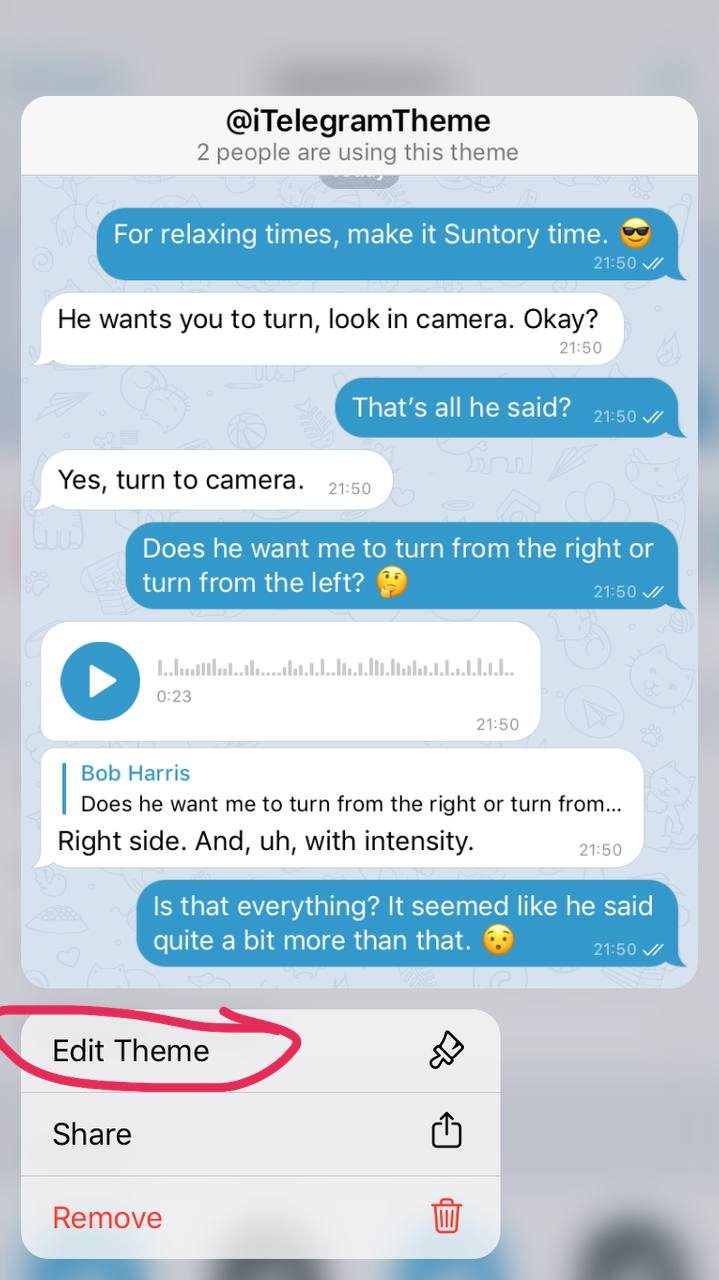 @iTelegramTheme
2 people are using this theme
For relaxing times, make it Suntory time. 😎
21:50
He wants you to turn, look in camera. Okay?
21:50
That’s all he said? 21:50
Yes, turn to camera. 21:50
Does he want me to turn from the right or
turn from the left? 🤔 21:50
0:23
21:50
Bob Harris
Does he want me to turn from the right or turn from...
Right side. And, uh, with intensity. 21:50
Is that everything? It seemed like he said
quite a bit more than that. 😯 21:50
Edit Theme
Share
Remove